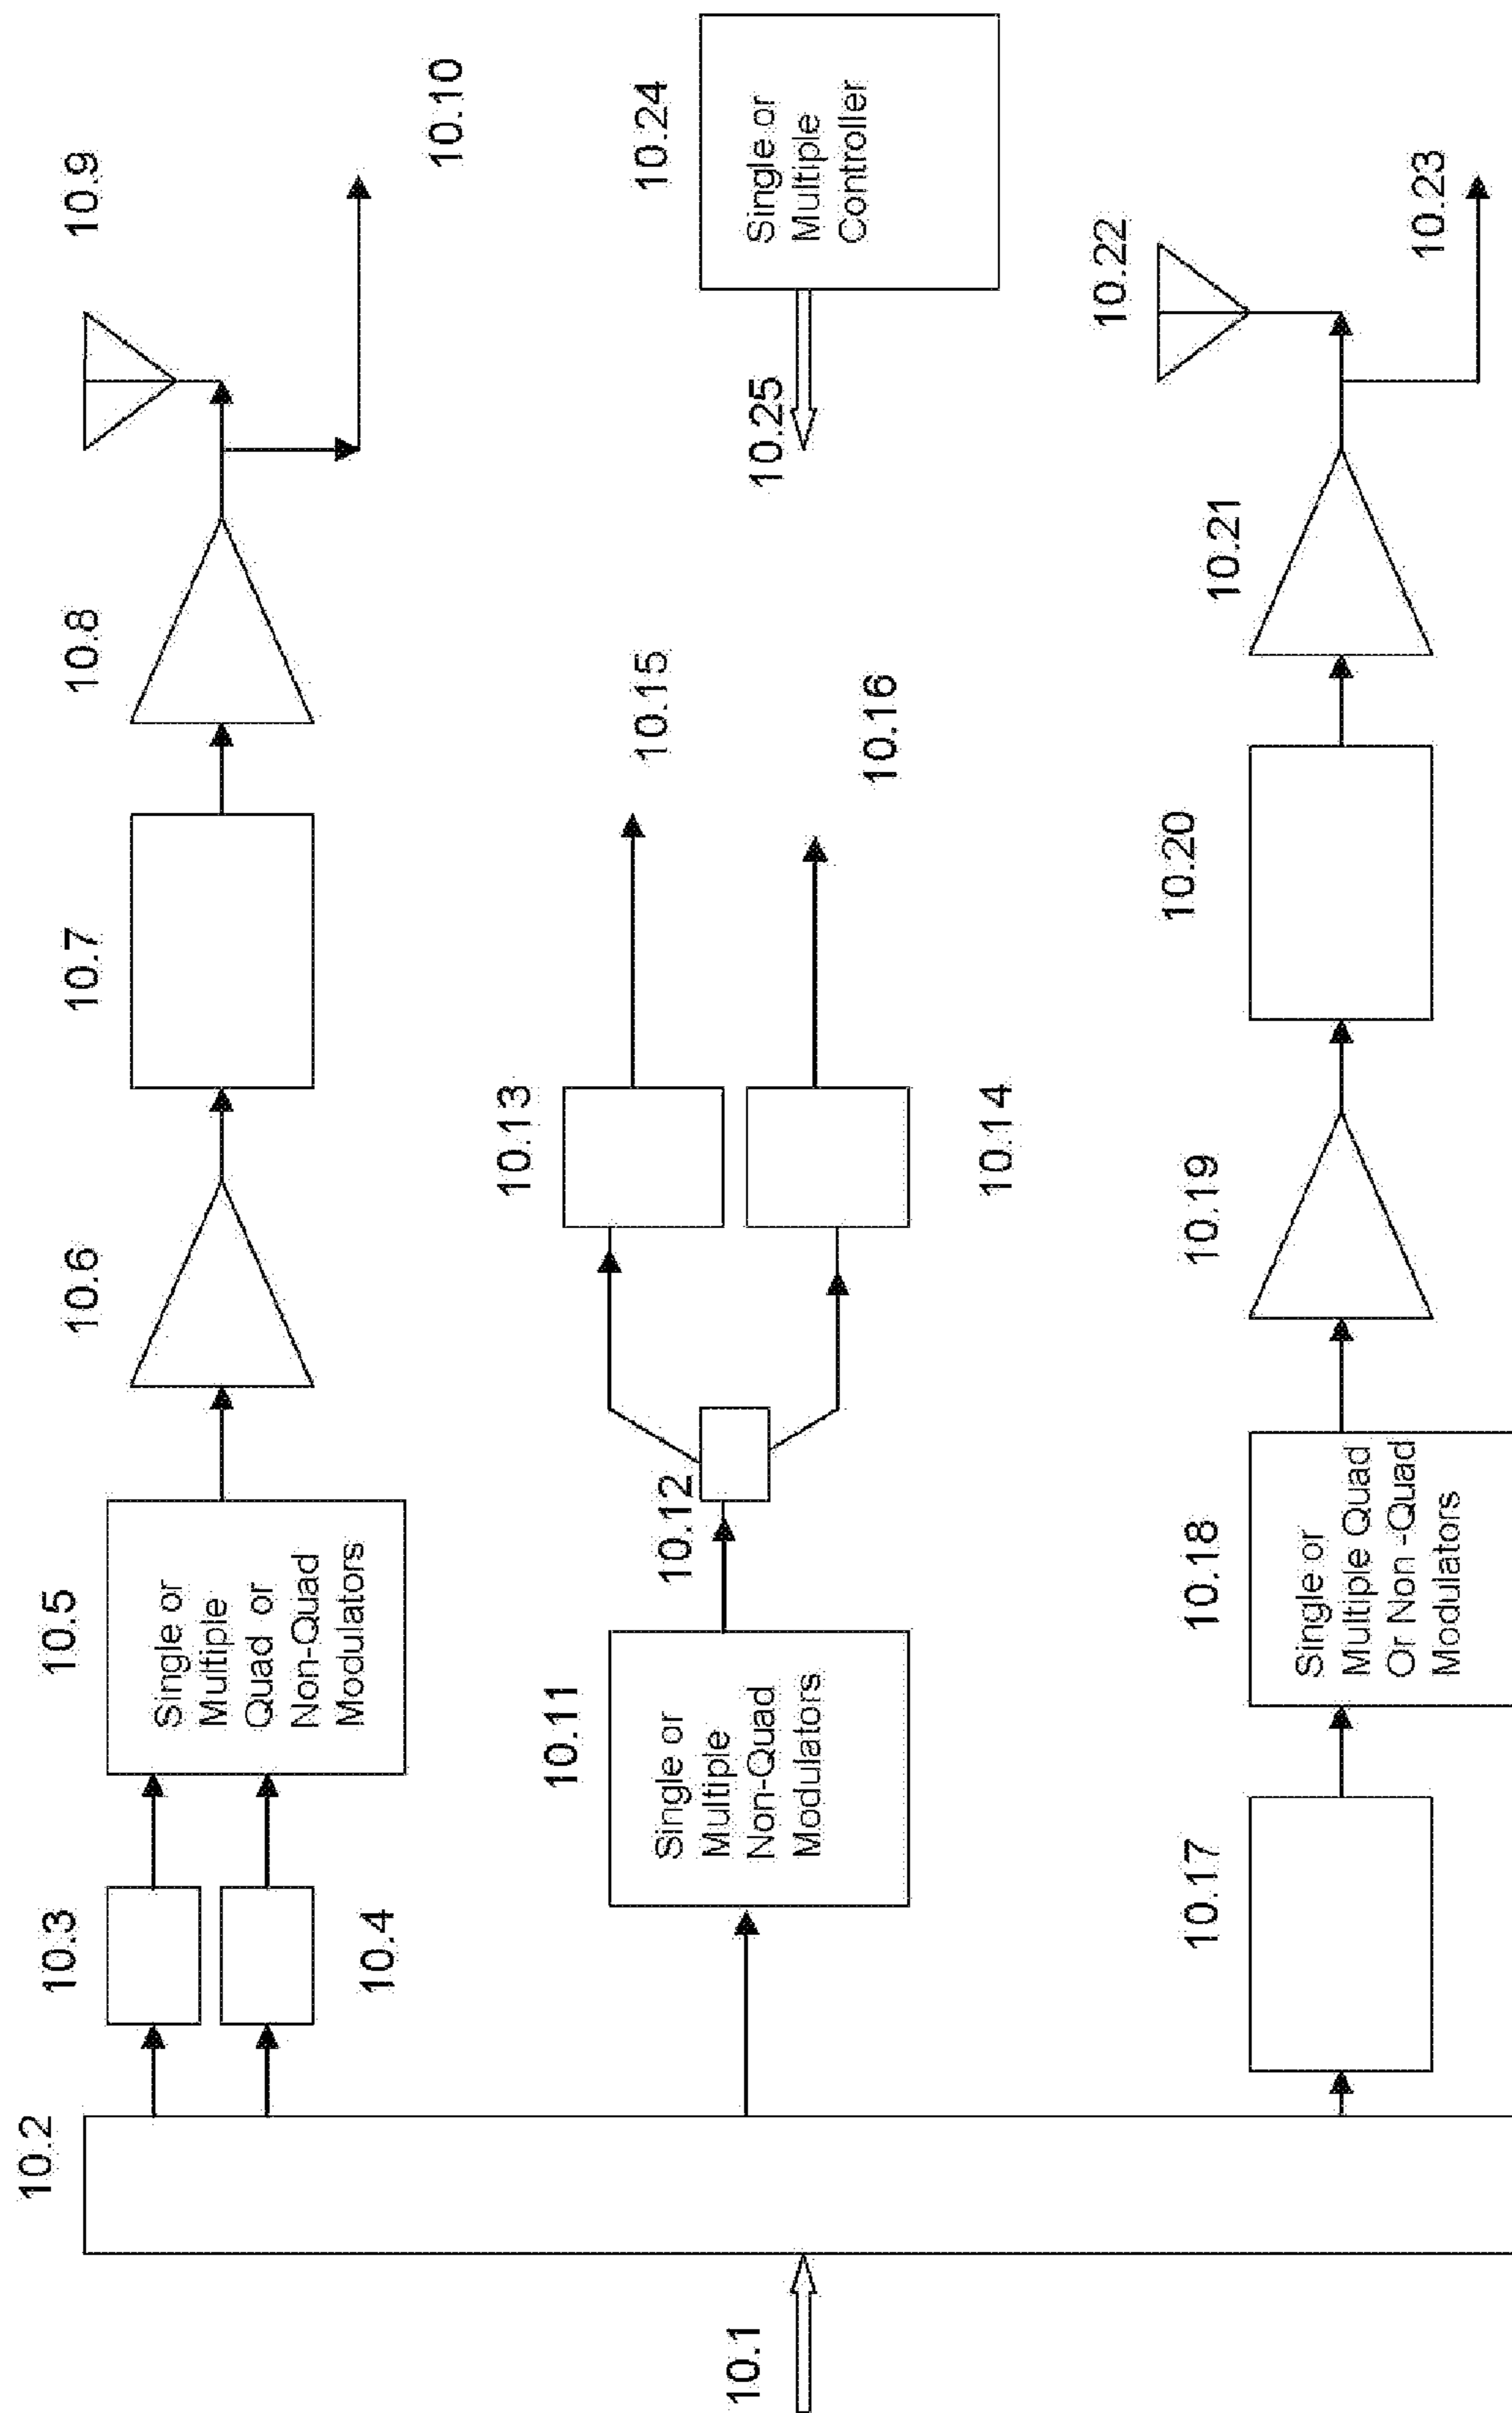 10.1
10.2
10.3
10.4
10.5
Single or
Multiple
Quad or
Non-Quad
Modulators
10.6
10.7
10.8
10.9
10.10
10.11
Single or
Multiple
Non-Quad
Modulators
10.12
10.13
10.14
10.15
10.16
10.24
Single or
Multiple
Controller
10.25
10.17
10.18
Single or
Multiple Quad
Or Non -Quad
Modulators
10.19
10.20
10.21
10.22
10.23